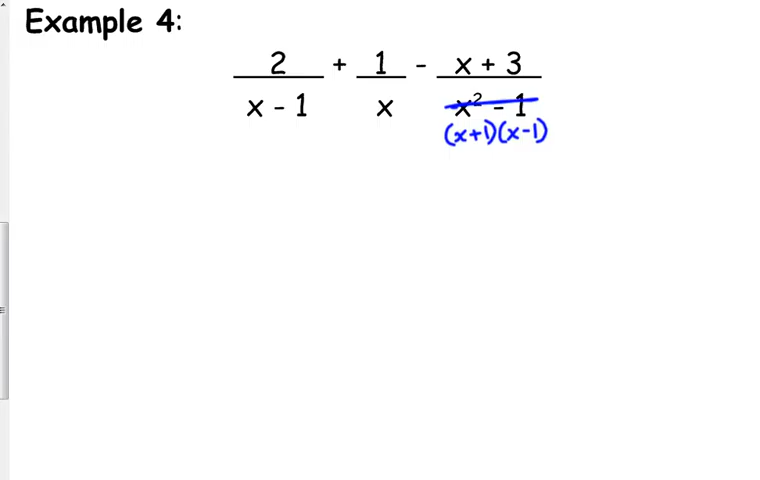 Example 4:
2 + 1 - x + 3
x - 1 x x² - 1
(x+1)(x-1)